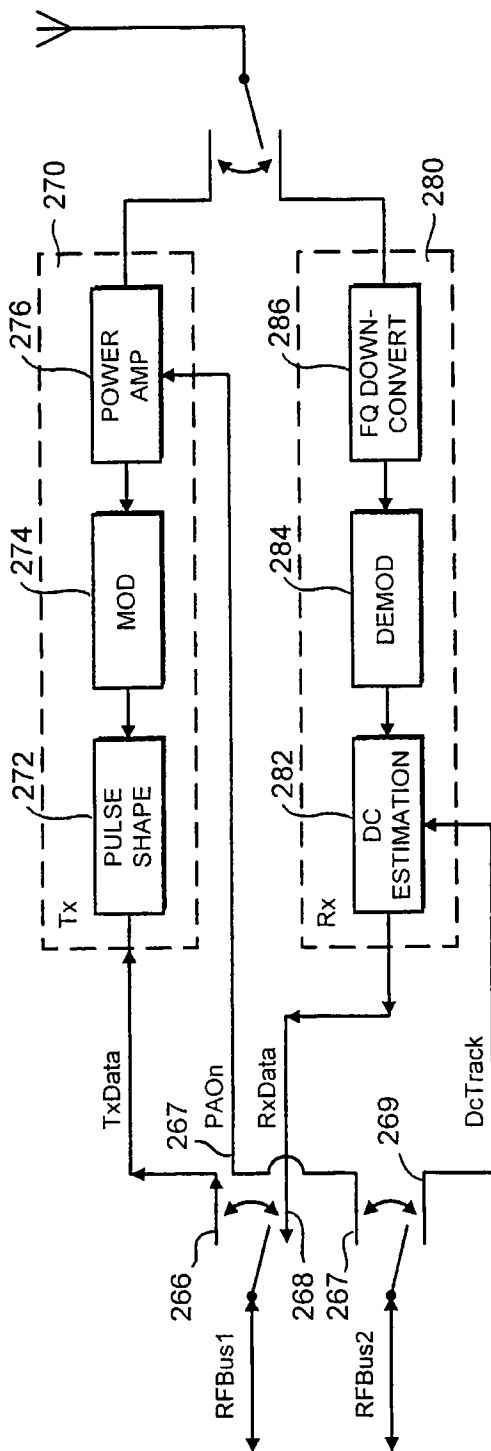 270
276
POWER
AMP
274
MOD
272
PULSE
SHAPE
Tx
TxData
267
PAOn
266
RFBus1
268
RxData
280
286
FQ DOWN-
CONVERT
284
DEMOD
282
DC
ESTIMATION
Rx
267
269
RFBus2
DcTrack